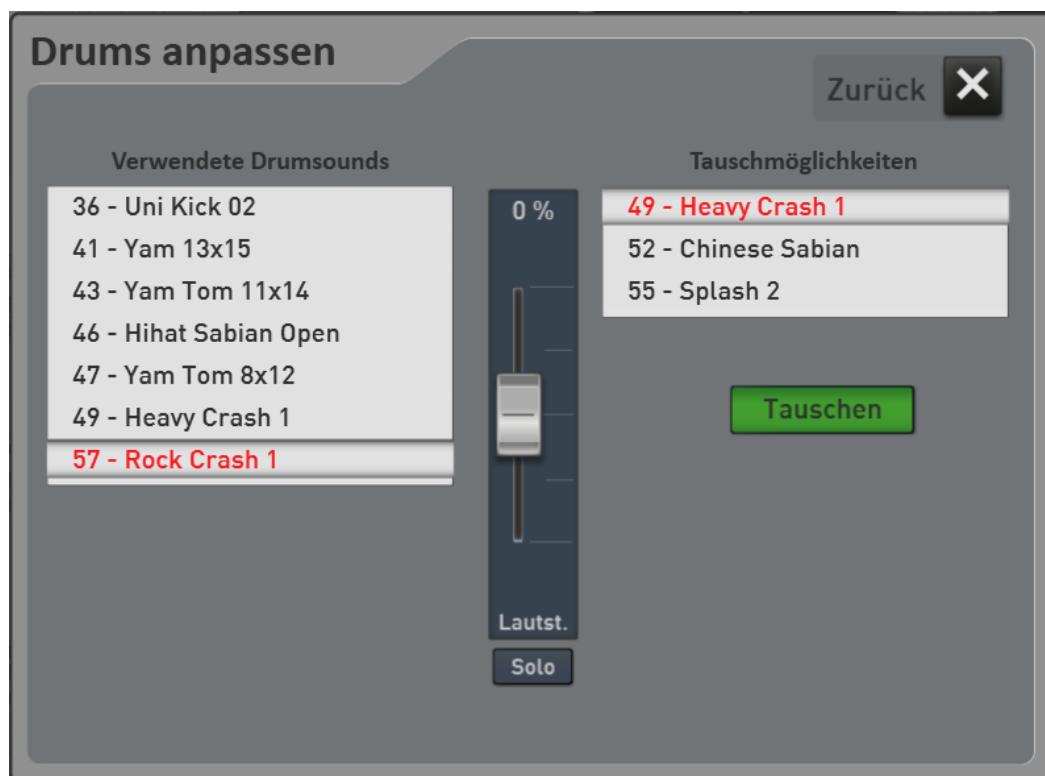 Drums anpassen
Zurück
Verwendete Drumsounds
36 - Uni Kick 02
41 - Yam 13x15
43 - Yam Tom 11x14
46 - Hihat Sabian Open
47 - Yam Tom 8x12
49 - Heavy Crash 1
57 - Rock Crash 1
0 %
Lautst.
Solo
Tauschmöglichkeiten
49 - Heavy Crash 1
52 - Chinese Sabian
55 - Splash 2
Tauschen